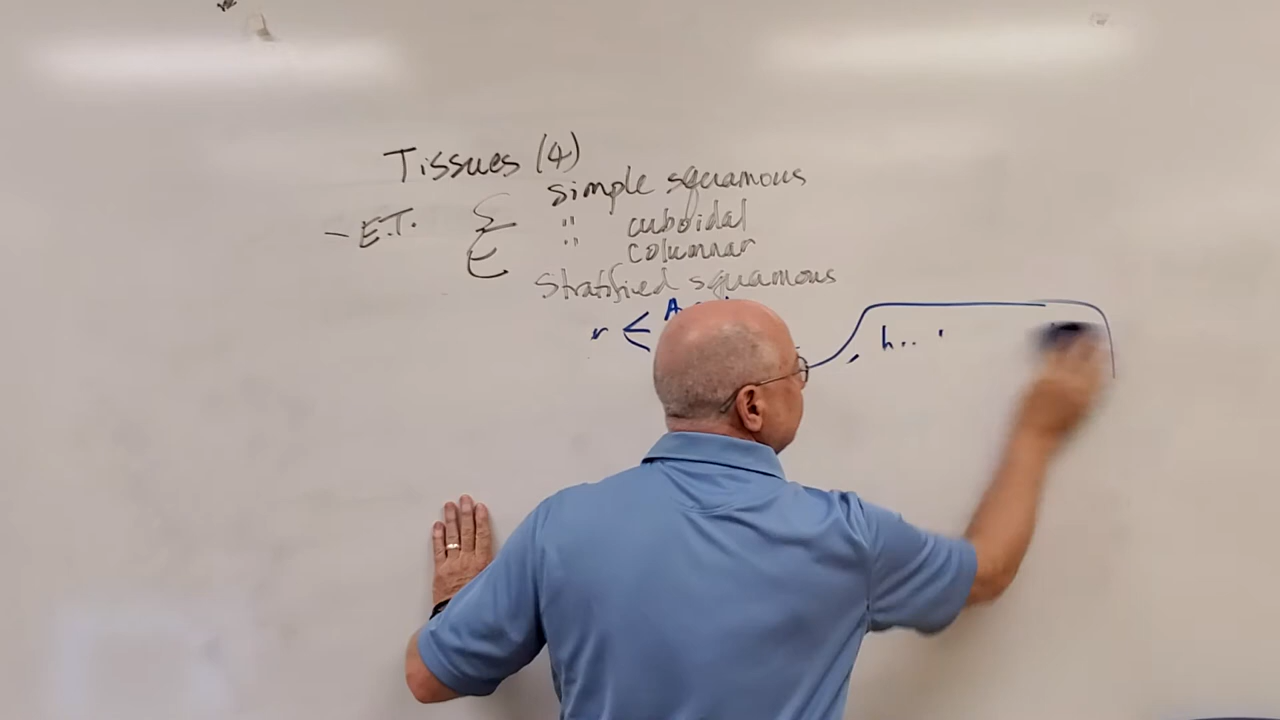 Tissues (4)
simple squamous
- E.T.
" cuboidal
" columnar
Stratified squamous